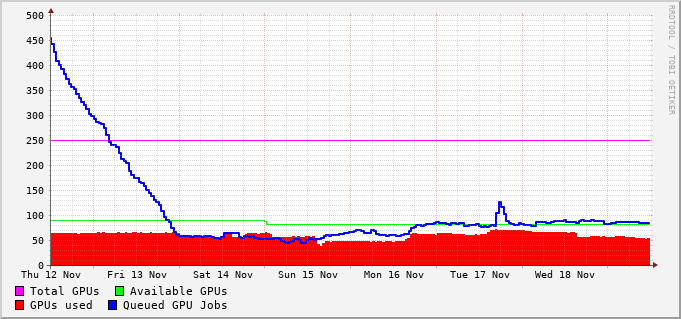 500
450
400
350
300
250
200
150
100
50
0
Thu 12 Nov Fri 13 Nov Sat 14 Nov Sun 15 Nov Mon 16 Nov Tue 17 Nov Wed 18 Nov
Total GPUs Available GPUs
GPUs used Queued GPU Jobs
RRDTOOL / TOBI OETIKER